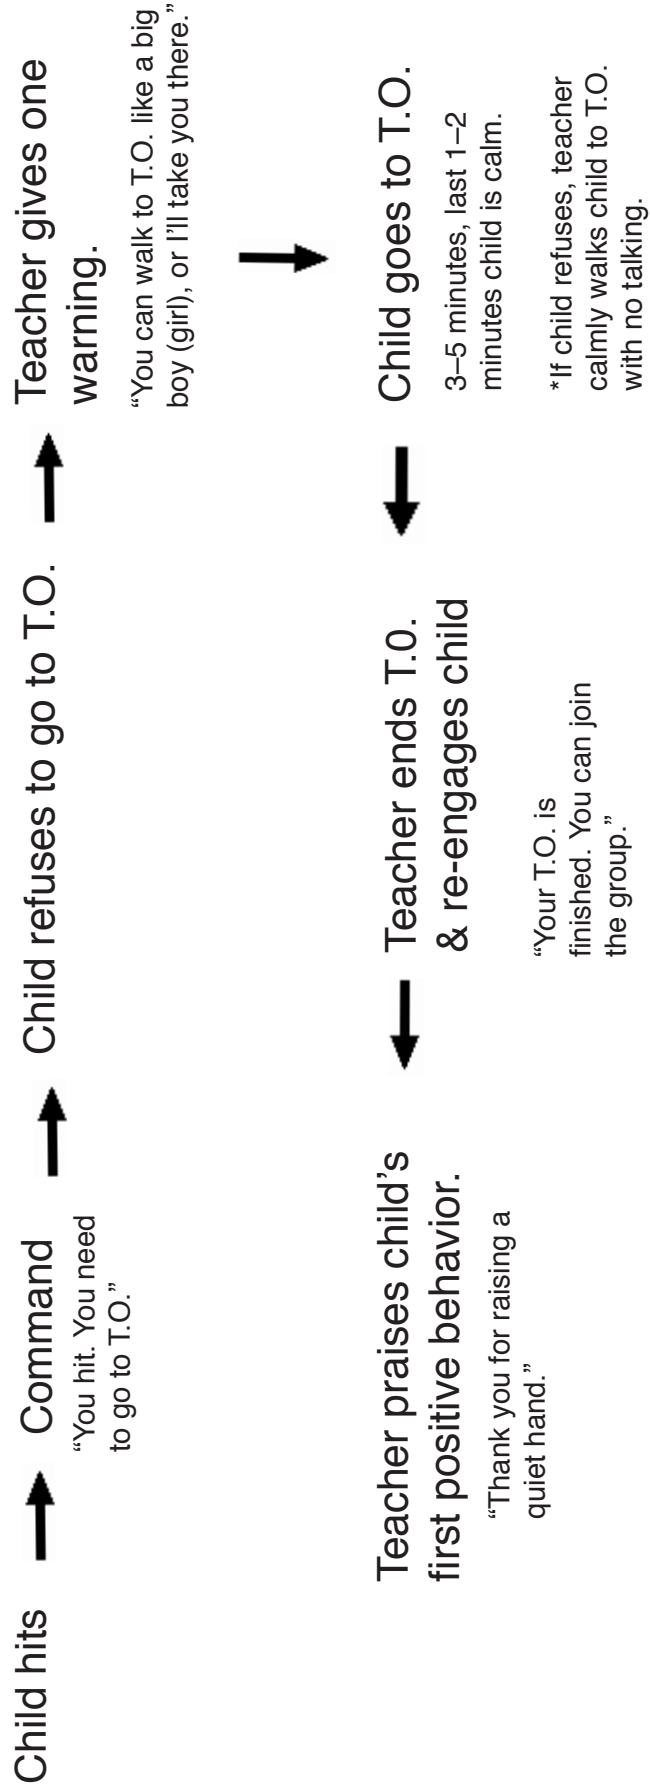 Child hits
Command
“You hit. You need
to go to T.O.”
Child refuses to go to T.O.
Teacher gives one
warning.
“You can walk to T.O. like a big
boy (girl), or I’ll take you there.”
Child goes to T.O.
3–5 minutes, last 1–2
minutes child is calm.
*If child refuses, teacher
calmly walks child to T.O.
with no talking.
Teacher ends T.0.
& re-engages child
“Your T.O. is
finished. You can join
the group.”
Teacher praises child’s
first positive behavior.
“Thank you for raising a
quiet hand.”